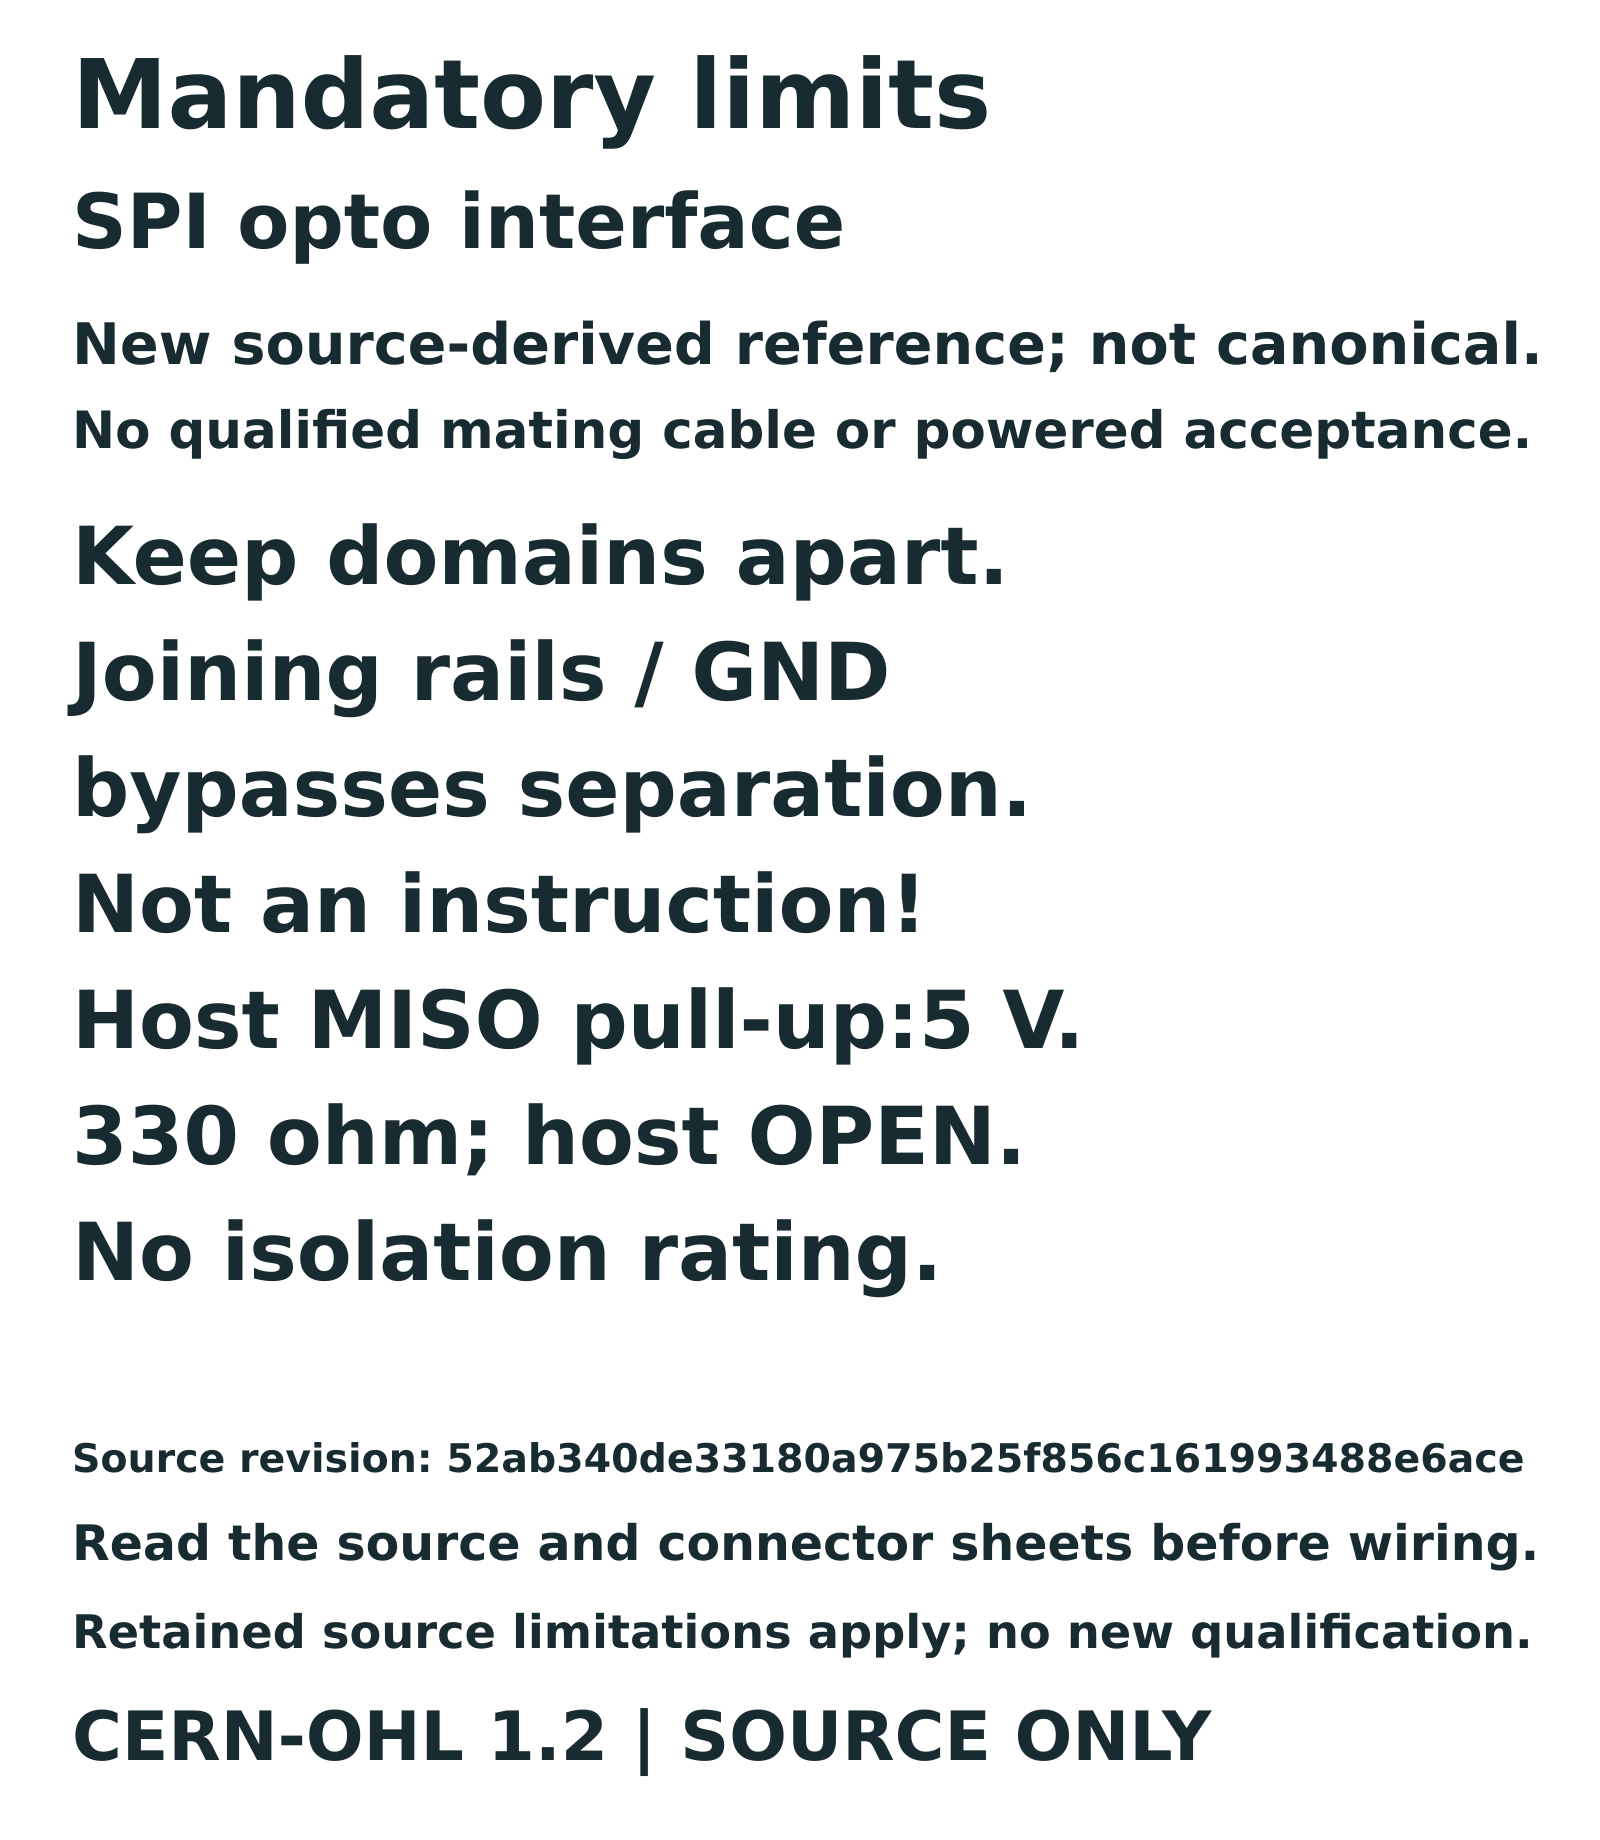 Mandatory limits
SPI opto interface
New source-derived reference; not canonical.
No qualified mating cable or powered acceptance.
Keep domains apart.
Joining rails / GND
bypasses separation.
Not an instruction!
Host MISO pull-up:5 V.
330 ohm; host OPEN.
No isolation rating.
Source revision: 52ab340de33180a975b25f856c161993488e6ace
Read the source and connector sheets before wiring.
Retained source limitations apply; no new qualification.
CERN-OHL 1.2 | SOURCE ONLY